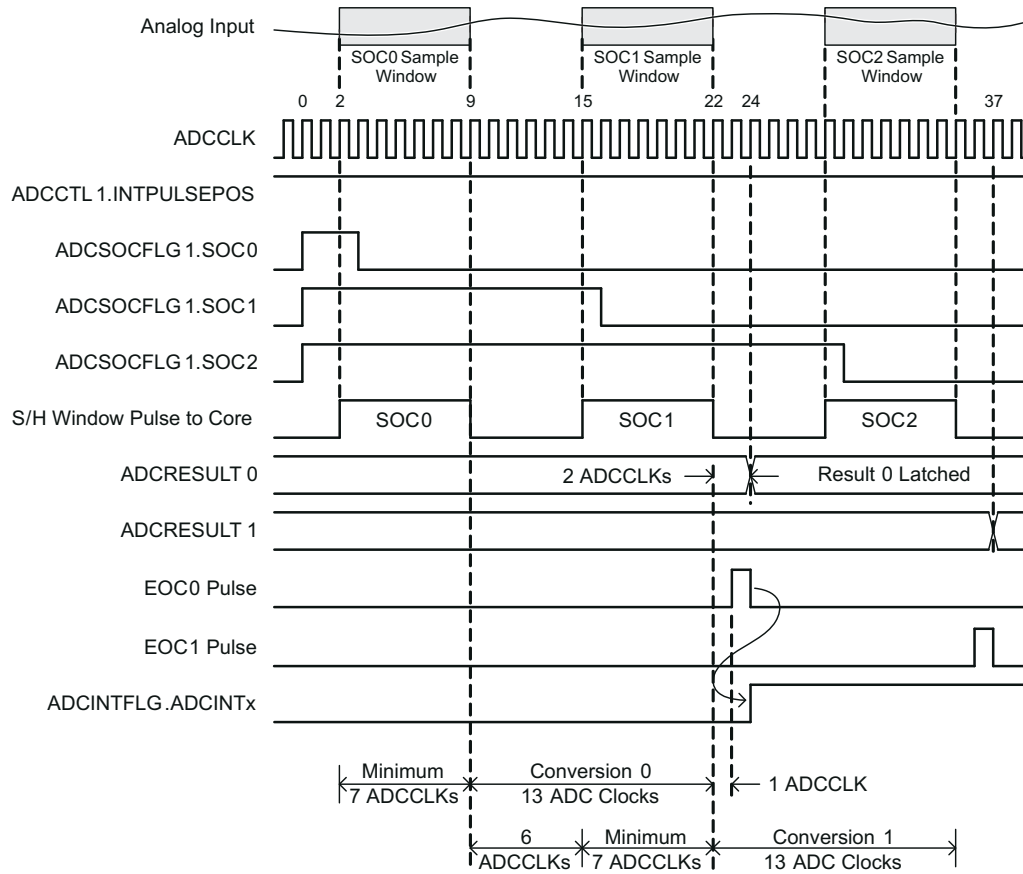 Analog Input
SOC0 Sample
Window
SOC1 Sample
Window
SOC2 Sample
Window
0 2 9 15 22 24 37
ADCCLK
ADCCTL 1.INTPULSEPOS
ADCSOCFLG 1.SOC0
ADCSOCFLG 1.SOC1
ADCSOCFLG 1.SOC2
S/H Window Pulse to Core SOC0 SOC1 SOC2
ADCRESULT 0 2 ADCCLKs Result 0 Latched
ADCRESULT 1
EOC0 Pulse
EOC1 Pulse
ADCINTFLG.ADCINTx
Minimum
7 ADCCLKs
Conversion 0
13 ADC Clocks
1 ADCCLK
6
ADCCLKs
Minimum
7 ADCCLKs
Conversion 1
13 ADC Clocks